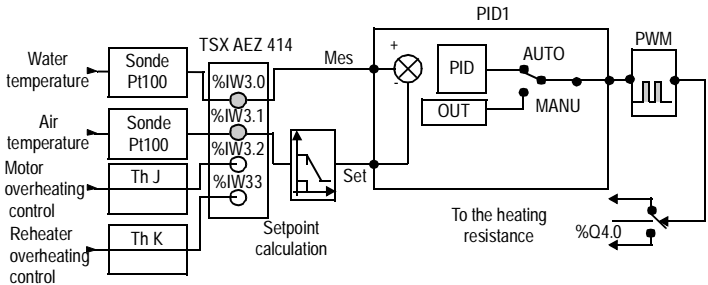 PID1
TSX AEZ 414
PWM
Water
temperature
Sonde
Pt100
%IW3.0
Mes
+
-
PID
AUTO
OUT
MANU
Air
temperature
Sonde
Pt100
%IW3.1
Motor
overheating
control
Th J
%IW3.2
Set
%IW33
Setpoint
calculation
To the heating
resistance
%Q4.0
Reheater
overheating
control
Th K